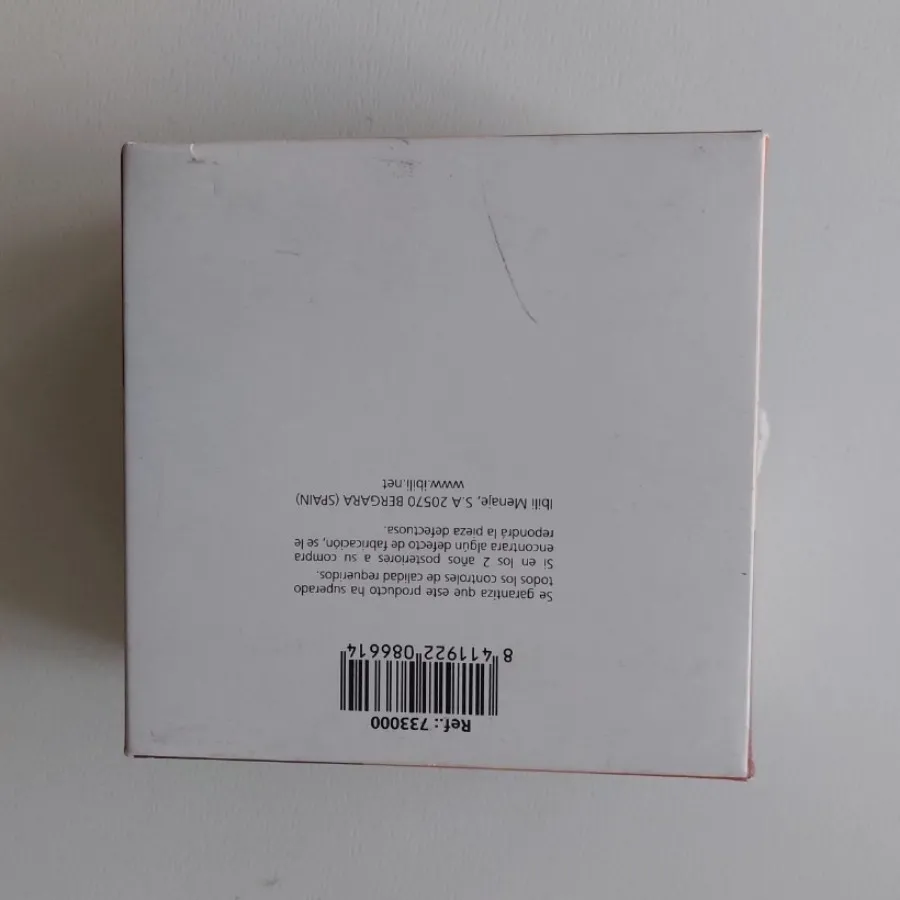 Ref.: 733000
8 411922 086614
Se garantiza que este producto ha superado
todos los controles de calidad requeridos.
Si en los 2 años posteriores a su compra
encontrara algún defecto de fabricación, se le
repondrá la pieza defectuosa.
Ibili Menaje, S.A 20570 BERGARA (SPAIN)
www.ibili.net